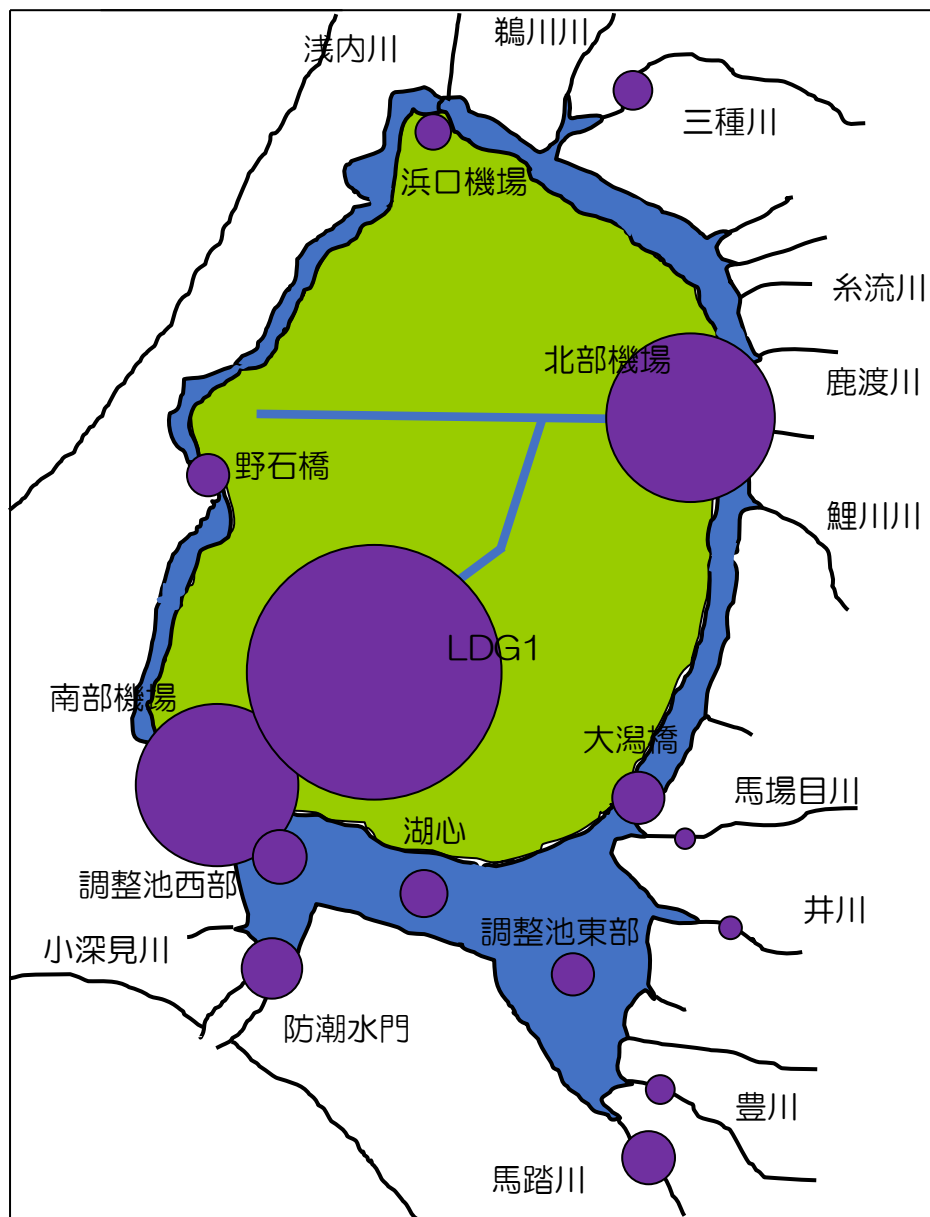 鵜川川
浅内川
三種川
浜口機場
糸流川
北部機場
鹿渡川
野石橋
鯉川川
LDG1
南部機場
大潟橋
馬場目川
湖心
調整池西部
井川
調整池東部
小深見川
防潮水門
豊川
馬踏川